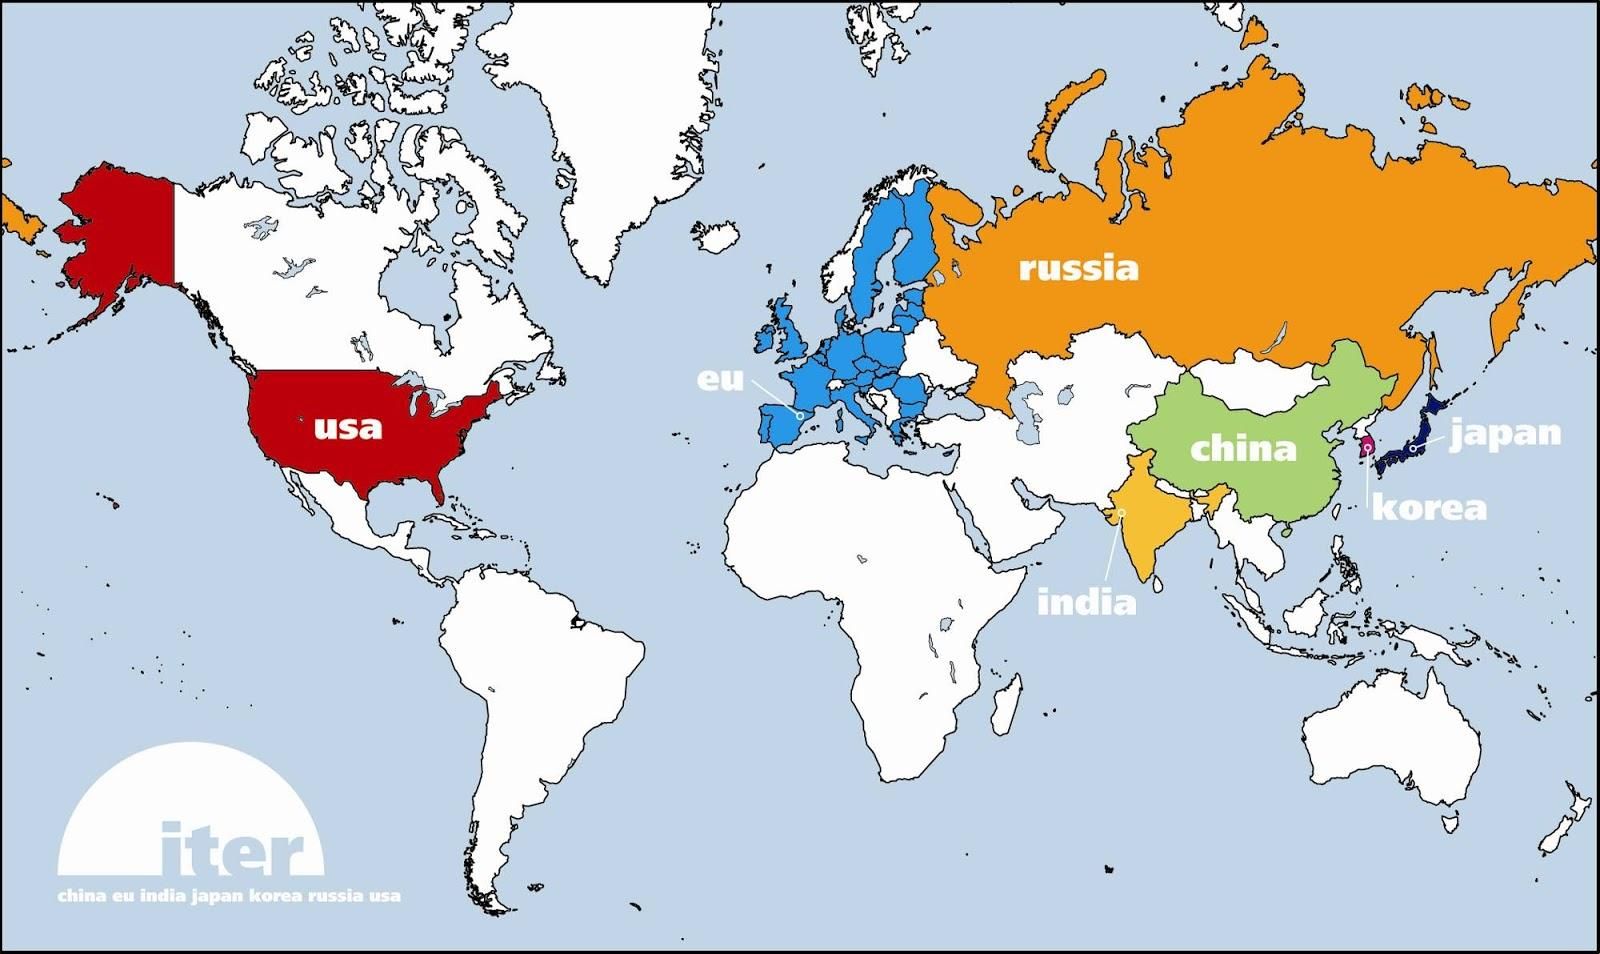 russia
eu
usa
china
japan
korea
india
iter
china eu india japan korea russia usa